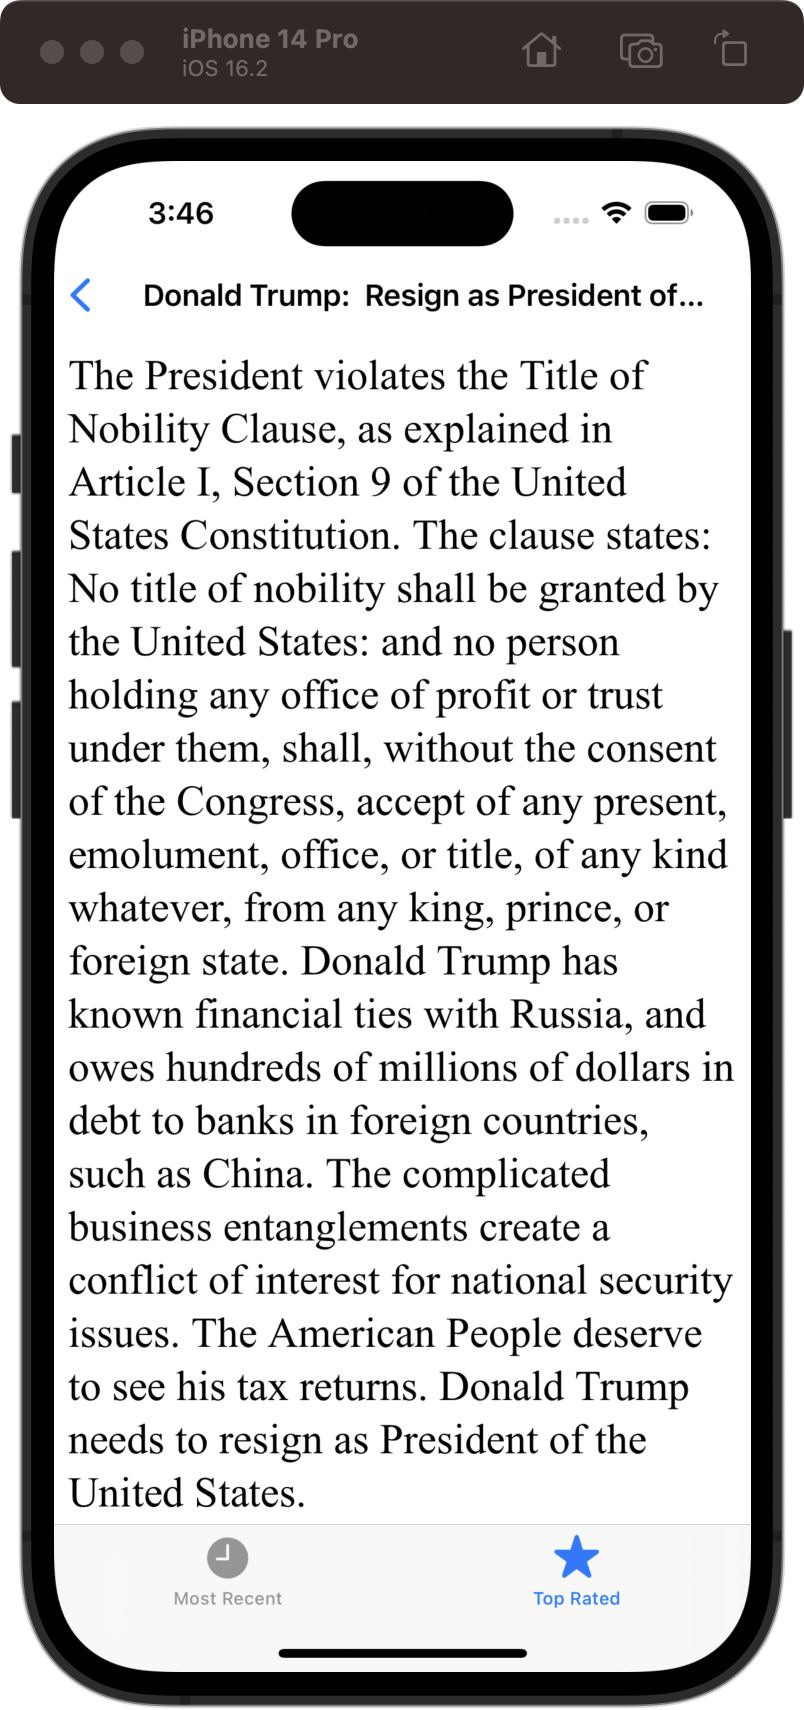 iPhone 14 Pro
iOS 16.2
3:46
Donald Trump:  Resign as President of...
The President violates the Title of
Nobility Clause, as explained in
Article I, Section 9 of the United
States Constitution. The clause states:
No title of nobility shall be granted by
the United States: and no person
holding any office of profit or trust
under them, shall, without the consent
of the Congress, accept of any present,
emolument, office, or title, of any kind
whatever, from any king, prince, or
foreign state. Donald Trump has
known financial ties with Russia, and
owes hundreds of millions of dollars in
debt to banks in foreign countries,
such as China. The complicated
business entanglements create a
conflict of interest for national security
issues. The American People deserve
to see his tax returns. Donald Trump
needs to resign as President of the
United States.
Most Recent
Top Rated